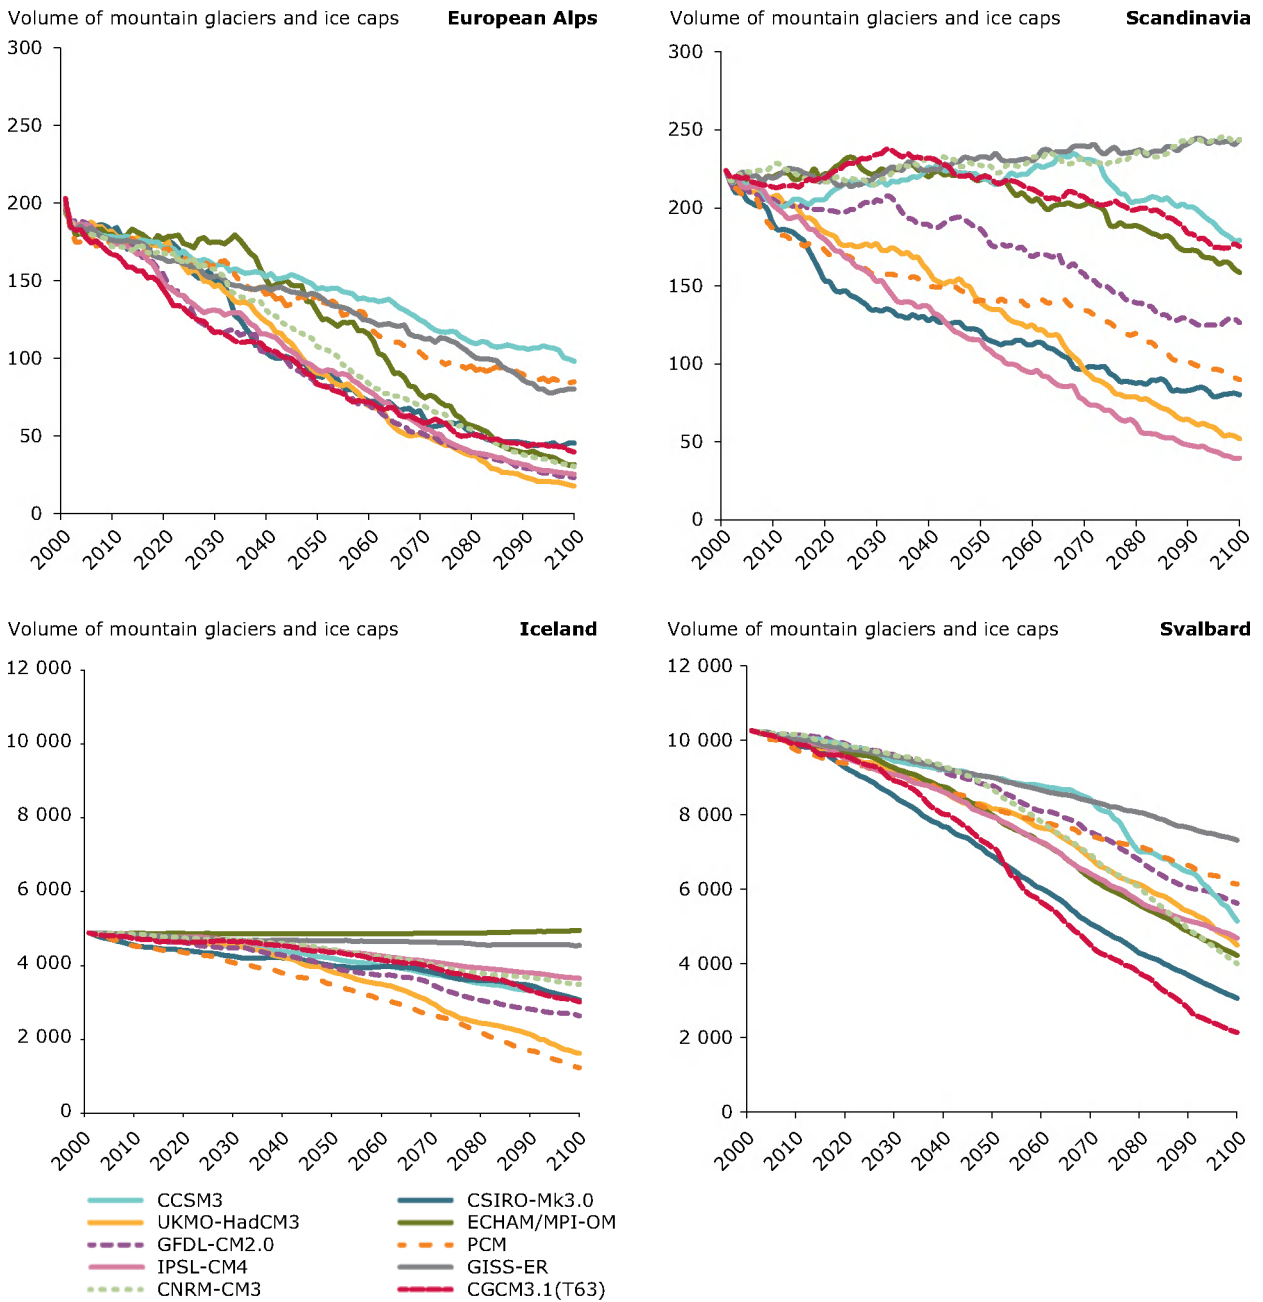 Volume of mountain glaciers and ice caps European Alps
300
250
200
150
100
50
0
2000 2010 2020 2030 2040 2050 2060 2070 2080 2090 2100
Volume of mountain glaciers and ice caps Scandinavia
300
250
200
150
100
50
0
2000 2010 2020 2030 2040 2050 2060 2070 2080 2090 2100
Volume of mountain glaciers and ice caps Iceland
12 000
10 000
8 000
6 000
4 000
2 000
0
2000 2010 2020 2030 2040 2050 2060 2070 2080 2090 2100
Volume of mountain glaciers and ice caps Svalbard
12 000
10 000
8 000
6 000
4 000
2 000
0
2000 2010 2020 2030 2040 2050 2060 2070 2080 2090 2100
CCSM3
UKMO-HadCM3
GFDL-CM2.0
IPSL-CM4
CNRM-CM3
CSIRO-Mk3.0
ECHAM/MPI-OM
PCM
GISS-ER
CGCM3.1(T63)